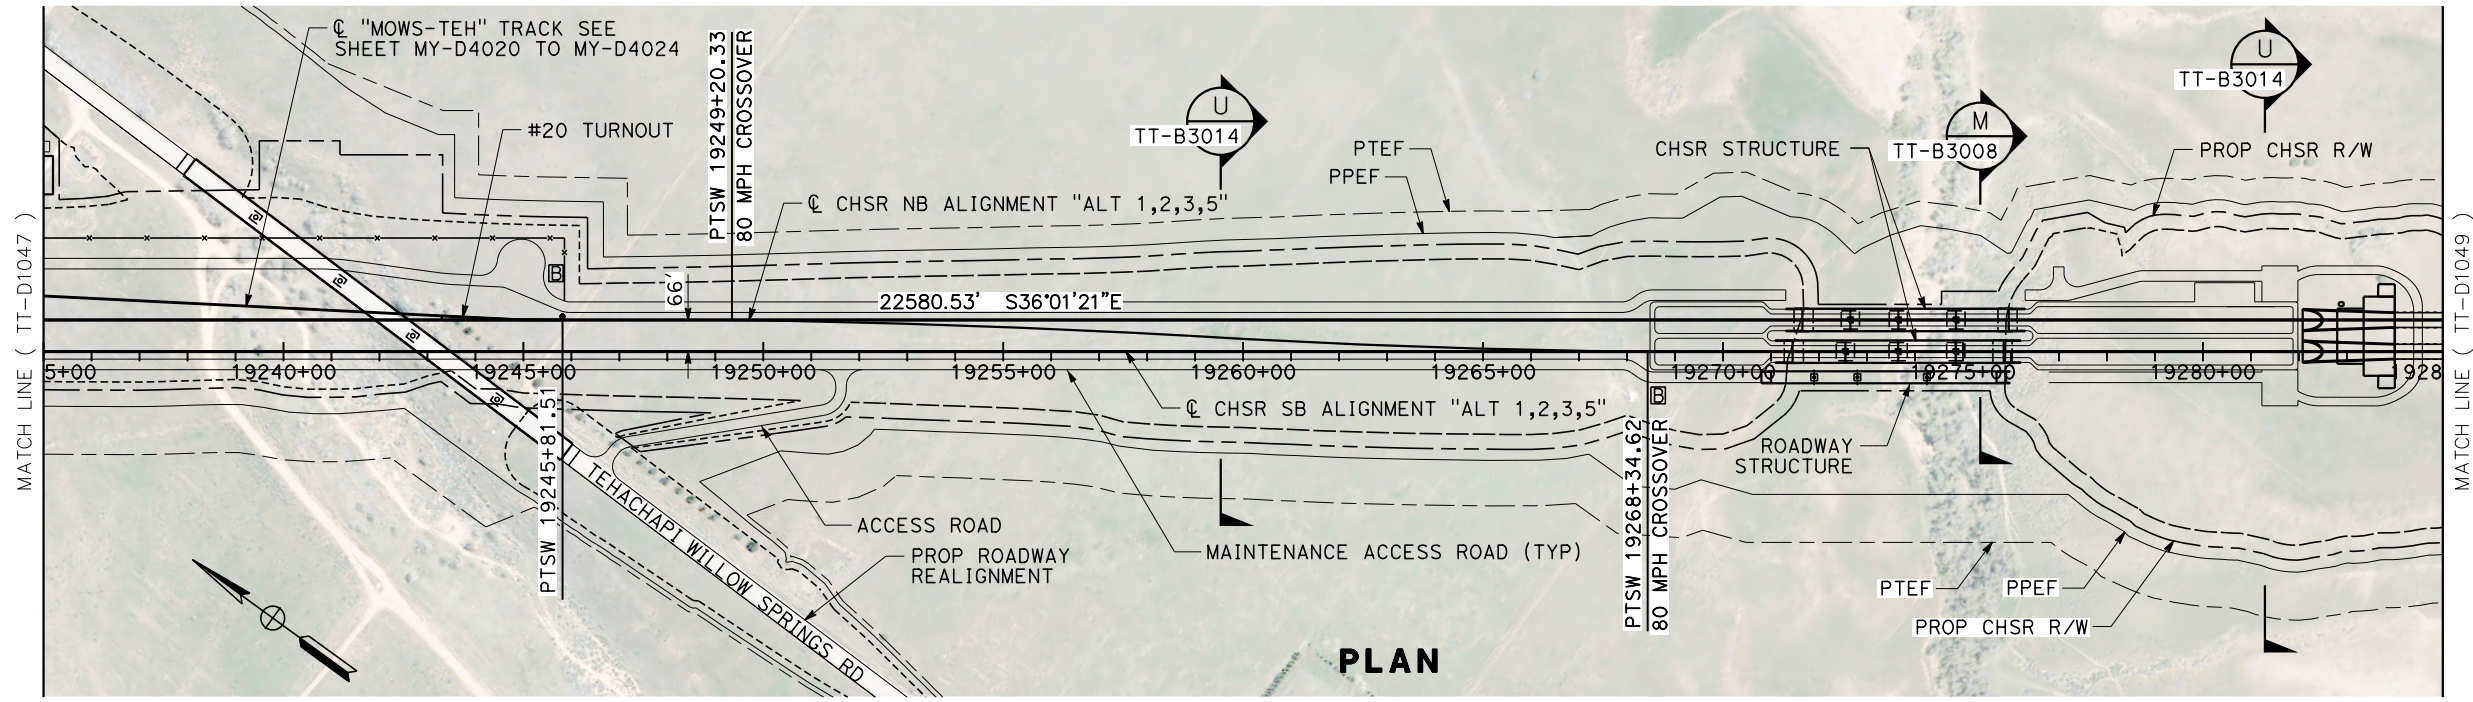 ℄ "MOWS-TEH" TRACK SEE
SHEET MY-D4020 TO MY-D4024
#20 TURNOUT
PTSW 19249+20.33
80 MPH CROSSOVER
℄ CHSR NB ALIGNMENT "ALT 1,2,3,5"
U
TT-B3014
PTEF
PPEF
CHSR STRUCTURE
M
TT-B3008
U
TT-B3014
PROP CHSR R/W
MATCH LINE ( TT-D1047 )
B
66'
22580.53' S36°01'21"E
5+00
19240+00
19245+00
19250+00
19255+00
19260+00
19265+00
19270+00
19275+00
19280+00
1928
MATCH LINE ( TT-D1049 )
PTSW 19245+81.51
℄ CHSR SB ALIGNMENT "ALT 1,2,3,5"
B
PTSW 19268+34.62
80 MPH CROSSOVER
ROADWAY
STRUCTURE
TEHACHAPI WILLOW SPRINGS RD
ACCESS ROAD
PROP ROADWAY
REALIGNMENT
MAINTENANCE ACCESS ROAD (TYP)
PTEF
PPEF
PROP CHSR R/W
PLAN